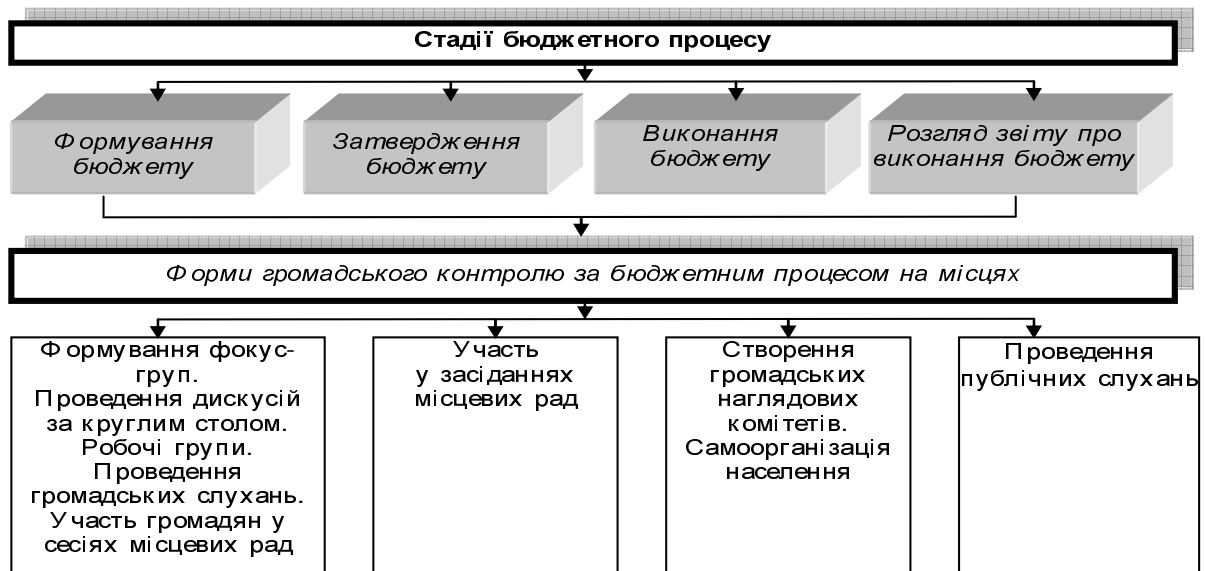 Стадії бюджетного процесу
Формування
бюджету
Затвердження
бюджету
Виконання
бюджету
Розгляд звіту про
виконання бюджету
Форми громадського контролю за бюджетним процесом на місцях
Формування фокус-
груп.
Проведення дискусій
за круглим столом.
Робочі групи.
Проведення
громадських слухань.
Участь громадян у
сесіях місцевих рад
Участь
у засіданнях
місцевих рад
Створення
громадських
наглядових
комітетів.
Самоорганізація
населення
Проведення
публічних слухань